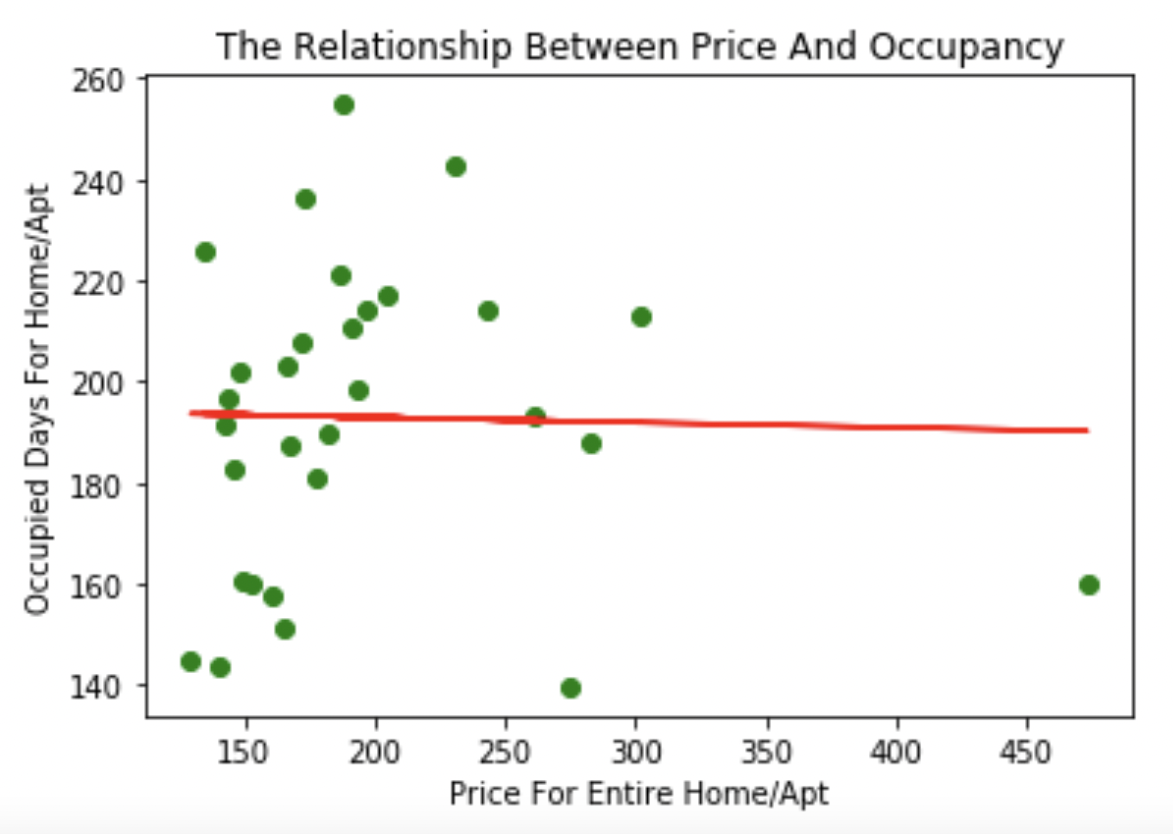 The Relationship Between Price And Occupancy
260
240
220
200
180
160
140
Occupied Days For Home/Apt
150 200 250 300 350 400 450
Price For Entire Home/Apt